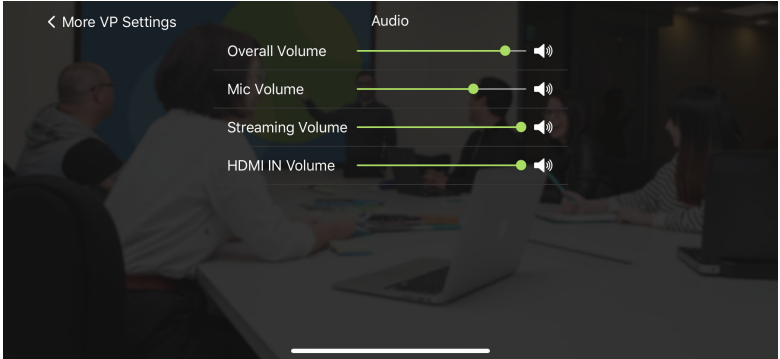 More VP Settings
Audio
Overall Volume
Mic Volume
Streaming Volume
HDMI IN Volume